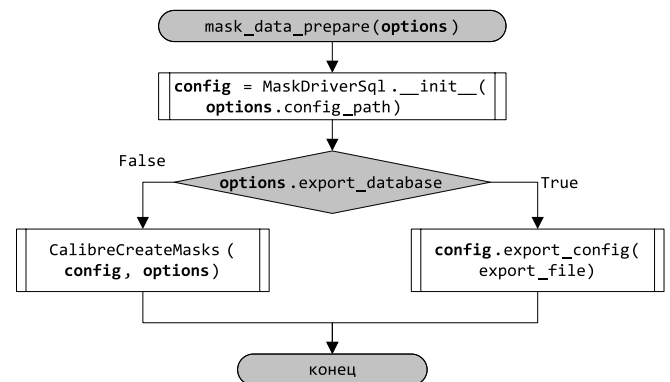 mask_data_prepare(options)
config = MaskDriverSql.__init__(
options.config_path)
False
options.export_database
True
CalibreCreateMasks(
config, options)
config.export_config(
export_file)
конец